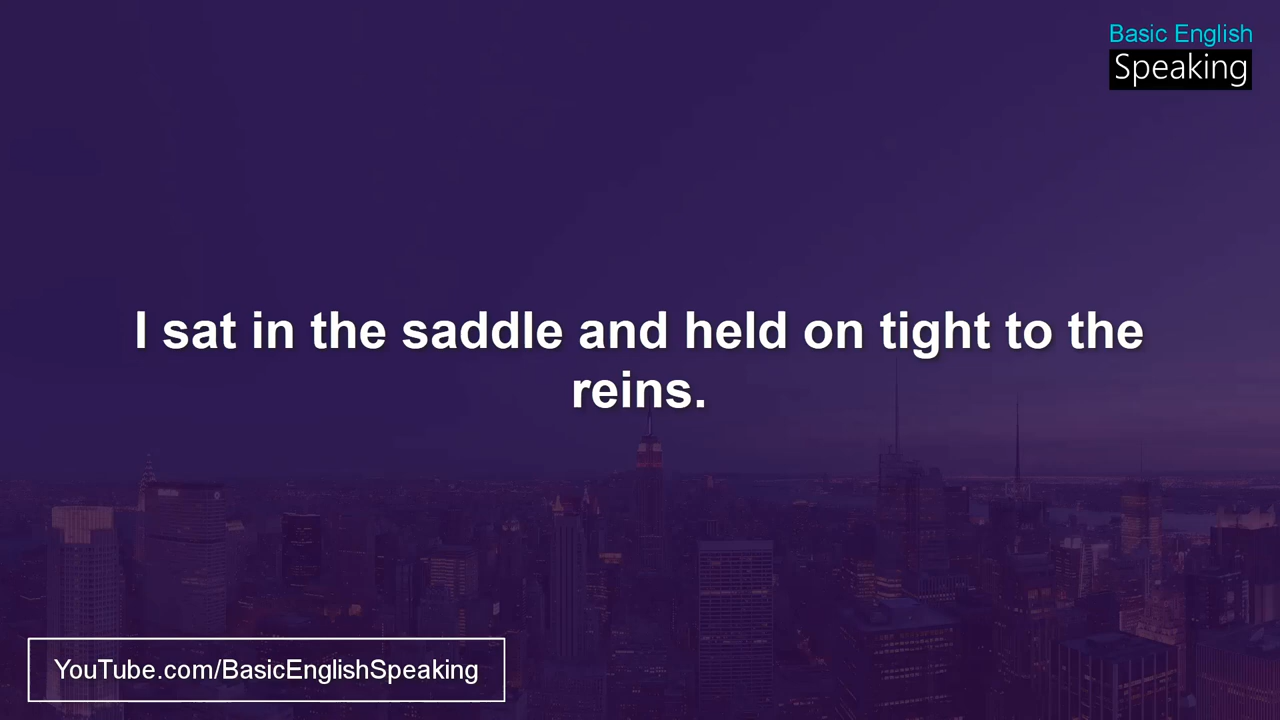 Basic English
Speaking
I sat in the saddle and held on tight to the
reins.
YouTube.com/BasicEnglishSpeaking